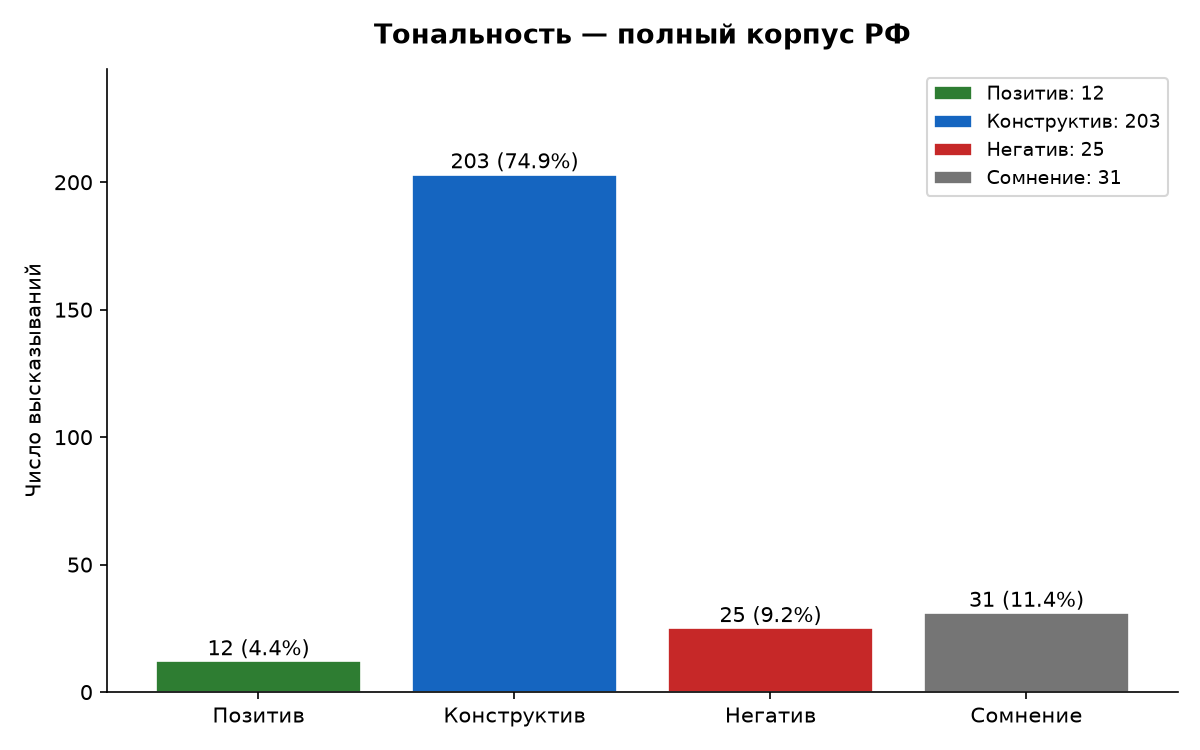 Тональность — полный корпус РФ
Позитив: 12
Конструктив: 203
Негатив: 25
Сомнение: 31
Число высказываний
200
150
100
50
0
12 (4.4%)
203 (74.9%)
25 (9.2%)
31 (11.4%)
Позитив
Конструктив
Негатив
Сомнение